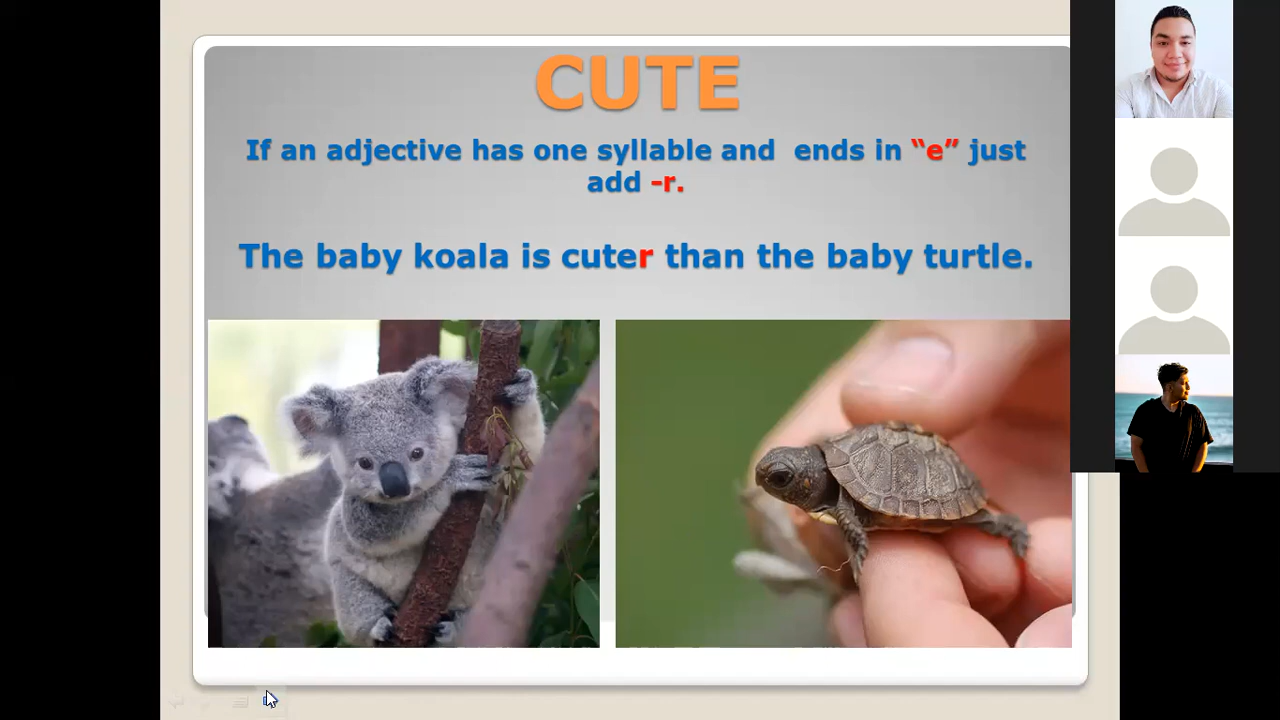 CUTE
If an adjective has one syllable and ends in “e” just
add -r.
The baby koala is cuter than the baby turtle.